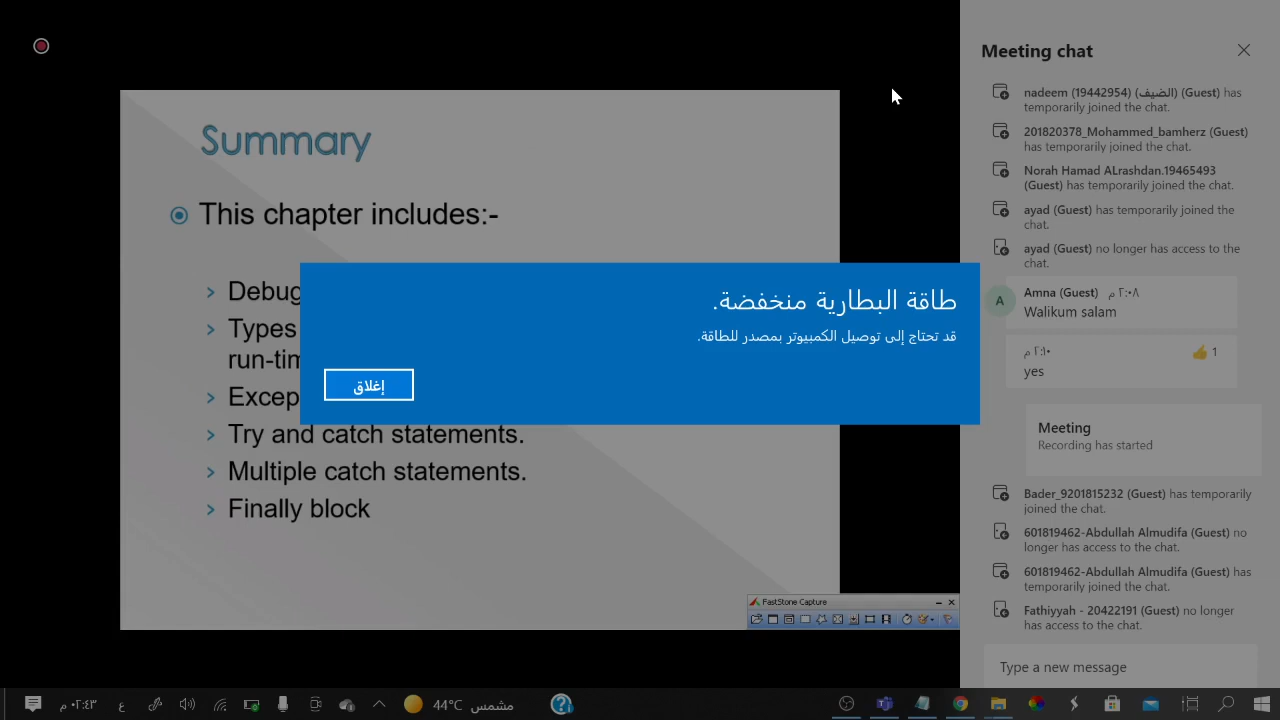 Summary
This chapter includes:-
Debug
Types
run-tim
Excep
Try and catch statements.
Multiple catch statements.
Finally block
طاقة البطارية منخفضة.
قد تحتاج إلى توصيل الكمبيوتر بمصدر للطاقة.
إغلاق
FastStone Capture
Meeting chat
nadeem (19442954) (الضيف) (Guest) has
temporarily joined the chat.
201820378_Mohammed_bamherz (Guest)
has temporarily joined the chat.
Norah Hamad ALrashdan.19465493
(Guest) has temporarily joined the chat.
ayad (Guest) has temporarily joined the
chat.
ayad (Guest) no longer has access to the
chat.
A
Amna (Guest) ٢:٠٨ م
Walikum salam
٢:١٠ م
1
yes
Meeting
Recording has started
Bader_9201815232 (Guest) has temporarily
joined the chat.
601819462-Abdullah Almudifa (Guest) no
longer has access to the chat.
601819462-Abdullah Almudifa (Guest) has
temporarily joined the chat.
Fathiyyah - 20422191 (Guest) no longer
has access to the chat.
Type a new message
٠٢:٤٣ م
ع
44°C مشمس